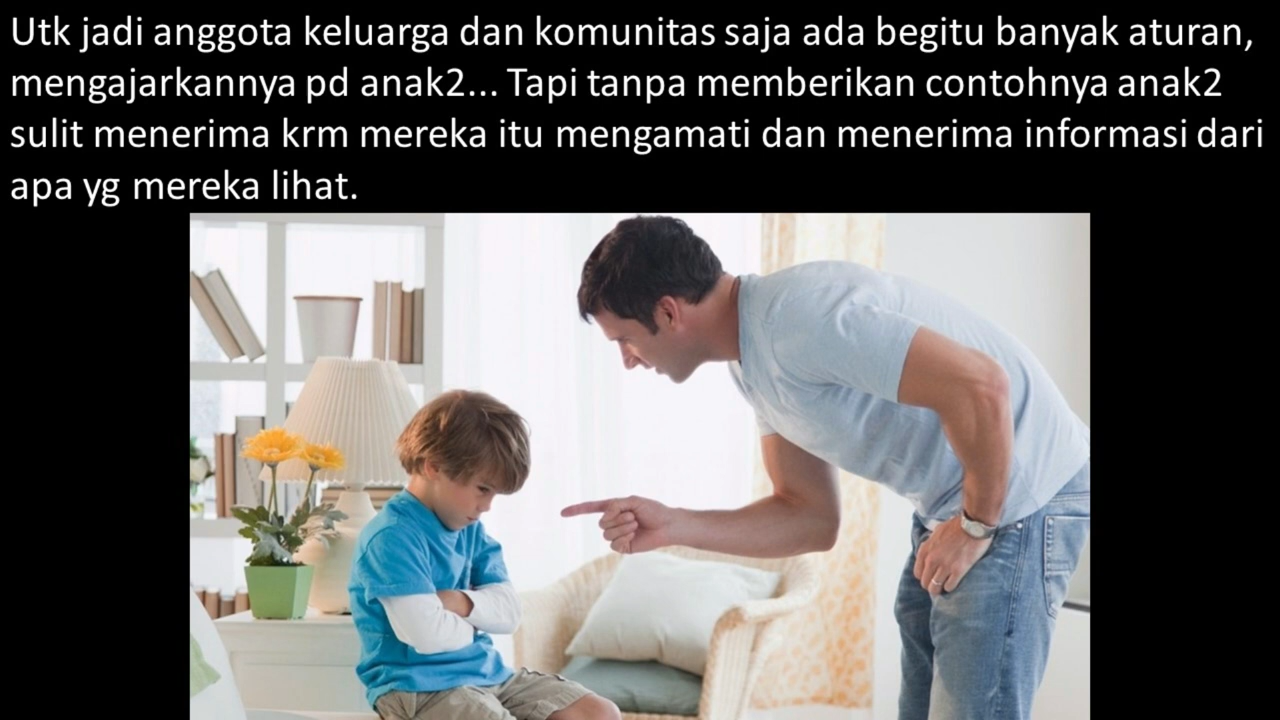 Utk jadi anggota keluarga dan komunitas saja ada begitu banyak aturan,
mengajarkannya pd anak2... Tapi tanpa memberikan contohnya anak2
sulit menerima krm mereka itu mengamati dan menerima informasi dari
apa yg mereka lihat.